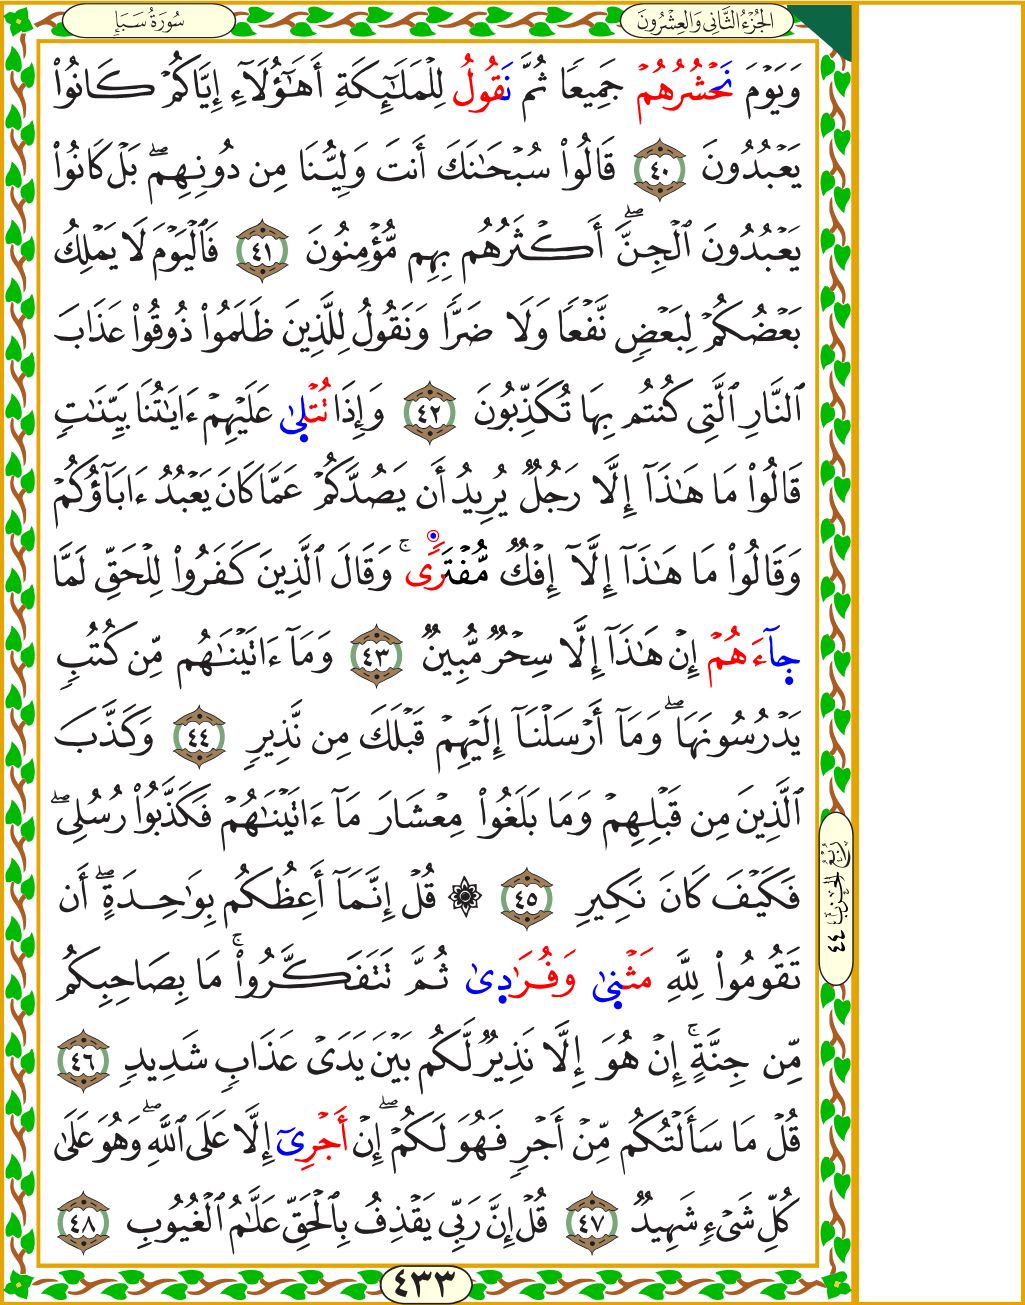 الجُزْءُ الثَّانِي وَالعِشْرُونَ
سُورَةُ سَبَإٍ
وَيَوْمَ نَحْشُرُهُمْ جَمِيعًا ثُمَّ نَقُولُ لِلْمَلَٰٓئِكَةِ أَهَٰٓؤُلَآءِ إِيَّاكُمْ كَانُوا۟
يَعْبُدُونَ ٤٠ قَالُوا۟ سُبْحَٰنَكَ أَنتَ وَلِيُّنَا مِن دُونِهِمۖ بَلْ كَانُوا۟
يَعْبُدُونَ ٱلْجِنَّۖ أَكْثَرُهُم بِهِم مُّؤْمِنُونَ ٤١ فَٱلْيَوْمَ لَا يَمْلِكُ
بَعْضُكُمْ لِبَعْضٍ نَّفْعًا وَلَا ضَرًّا وَنَقُولُ لِلَّذِينَ ظَلَمُوا۟ ذُوقُوا۟ عَذَابَ
ٱلنَّارِ ٱلَّتِى كُنتُم بِهَا تُكَذِّبُونَ ٤٢ وَإِذَا تُتْلىٰ عَلَيْهِمْ ءَايَٰتُنَا بَيِّنَٰتٍ
قَالُوا۟ مَا هَٰذَآ إِلَّا رَجُلٌ يُرِيدُ أَن يَصُدَّكُمْ عَمَّا كَانَ يَعْبُدُ ءَابَآؤُكُمْ
وَقَالُوا۟ مَا هَٰذَآ إِلَّآ إِفْكٌ مُّفْتَرًىۚ وَقَالَ ٱلَّذِينَ كَفَرُوا۟ لِلْحَقِّ لَمَّا
جَآءَهُمْ إِنْ هَٰذَآ إِلَّا سِحْرٌ مُّبِينٌ ٤٣ وَمَآ ءَاتَيْنَٰهُم مِّن كُتُبٍ
يَدْرُسُونَهَاۖ وَمَآ أَرْسَلْنَآ إِلَيْهِمْ قَبْلَكَ مِن نَّذِيرٍ ٤٤ وَكَذَّبَ
ٱلَّذِينَ مِن قَبْلِهِمْ وَمَا بَلَغُوا۟ مِعْشَارَ مَآ ءَاتَيْنَٰهُمْ فَكَذَّبُوا۟ رُسُلِىۖ
فَكَيْفَ كَانَ نَكِيرِ ٤٥ ۞ قُلْ إِنَّمَآ أَعِظُكُم بِوَٰحِدَةٍۖ أَن
تَقُومُوا۟ لِلَّهِ مَثْنىٰ وَفُرَٰدىٰ ثُمَّ تَتَفَكَّرُوا۟ۚ مَا بِصَاحِبِكُم
مِّن جِنَّةٍۚ إِنْ هُوَ إِلَّا نَذِيرٌ لَّكُم بَيْنَ يَدَىْ عَذَابٍ شَدِيدٍ ٤٦
قُلْ مَا سَأَلْتُكُم مِّنْ أَجْرٍ فَهُوَ لَكُمْۖ إِنْ أَجْرِىَ إِلَّا عَلَى ٱللَّهِۖ وَهُوَ عَلَىٰ
كُلِّ شَىْءٍ شَهِيدٌ ٤٧ قُلْ إِنَّ رَبِّى يَقْذِفُ بِٱلْحَقِّ عَلَّٰمُ ٱلْغُيُوبِ ٤٨
رُبْعُ الحِزْبِ ٤٤
٤٣٣